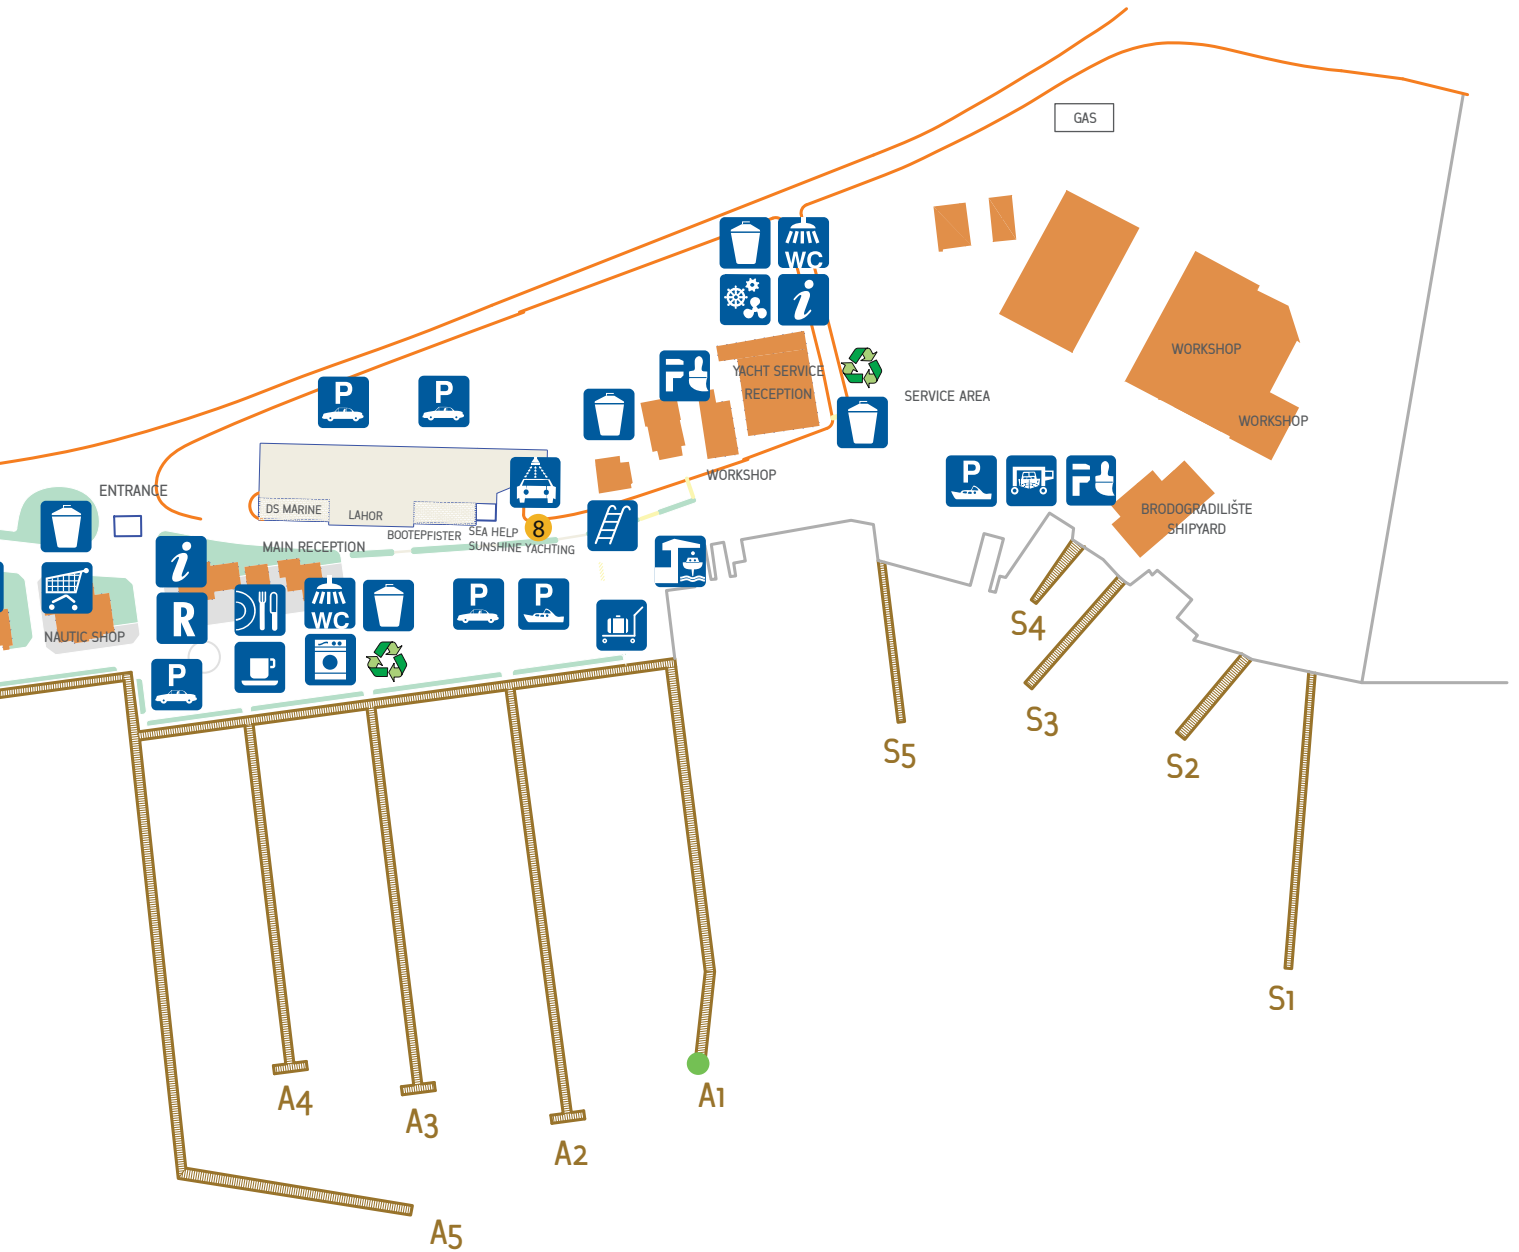 GAS
WC
WORKSHOP
YACHT SERVICE
RECEPTION
SERVICE AREA
P
P
WORKSHOP
WORKSHOP
P
ENTRANCE
DS MARINE
LAHOR
BOOTEPFISTER
SEA HELP
SUNSHINE YACHTING
8
BRODOGRADILIŠTE
SHIPYARD
MAIN RECEPTION
i
i
R
WC
P
P
NAUTIC SHOP
P
S4
S3
S5
S2
S1
A4
A3
A2
A1
A5